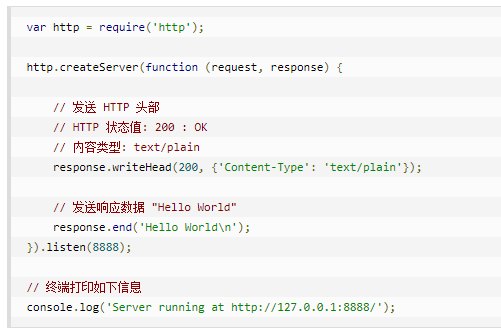 var http = require('http');
http.createServer(function (request, response) {
// 发送 HTTP 头部
// HTTP 状态值: 200 : OK
// 内容类型: text/plain
response.writeHead(200, {'Content-Type': 'text/plain'});
// 发送响应数据 "Hello World"
response.end('Hello World\n');
}).listen(8888);
// 终端打印如下信息
console.log('Server running at http://127.0.0.1:8888/');